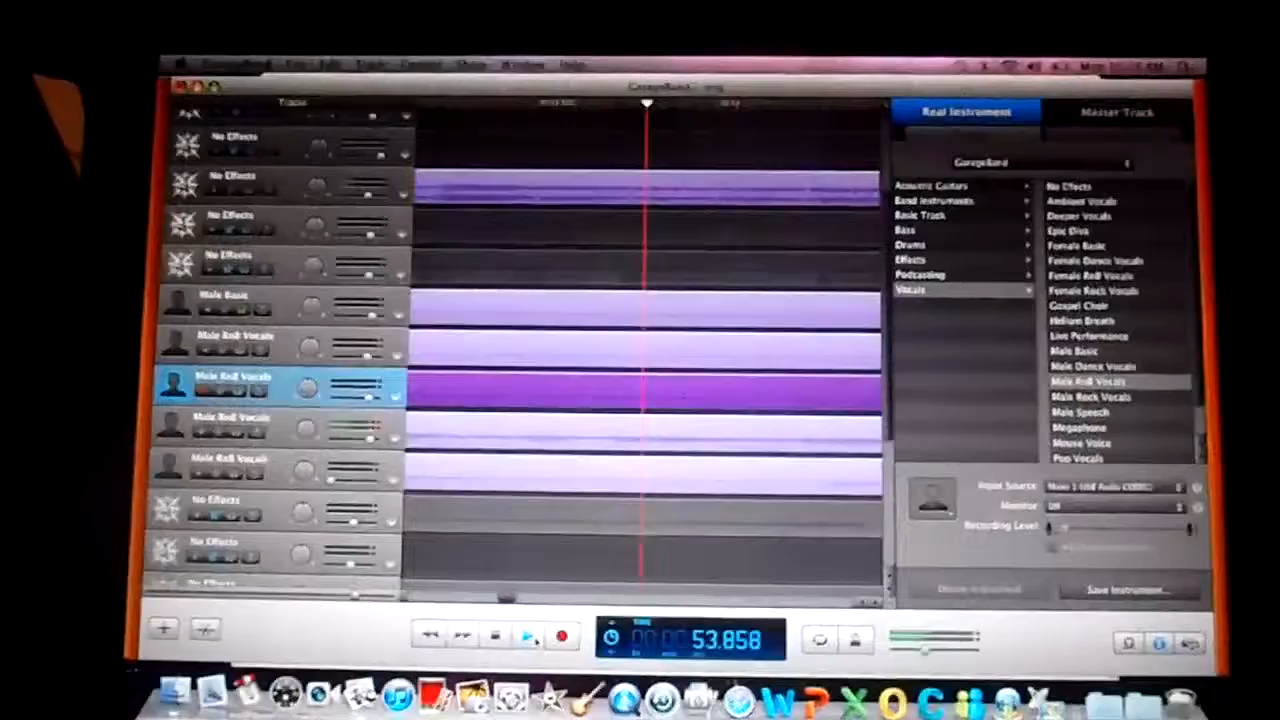 Tracks
No Effects
No Effects
No Effects
No Effects
Male Basic
Male RnB Vocals
Male RnB Vocals
Male RnB Vocals
Male RnB Vocals
No Effects
No Effects
No Effects
53.858
Real Instrument
Master Track
GarageBand
Acoustic Guitars
Band Instruments
Basic Track
Bass
Drums
Effects
Podcasting
Vocals
No Effects
Ambient Vocals
Deeper Vocals
Epic Diva
Female Basic
Female Dance Vocals
Female RnB Vocals
Female Rock Vocals
Gospel Choir
Helium Breath
Live Performance
Male Basic
Male Dance Vocals
Male RnB Vocals
Male Rock Vocals
Male Speech
Megaphone
Mouse Voice
Pop Vocals
Input Source
Monitor
Off
Recording Level
Save Instrument...
W P X O C